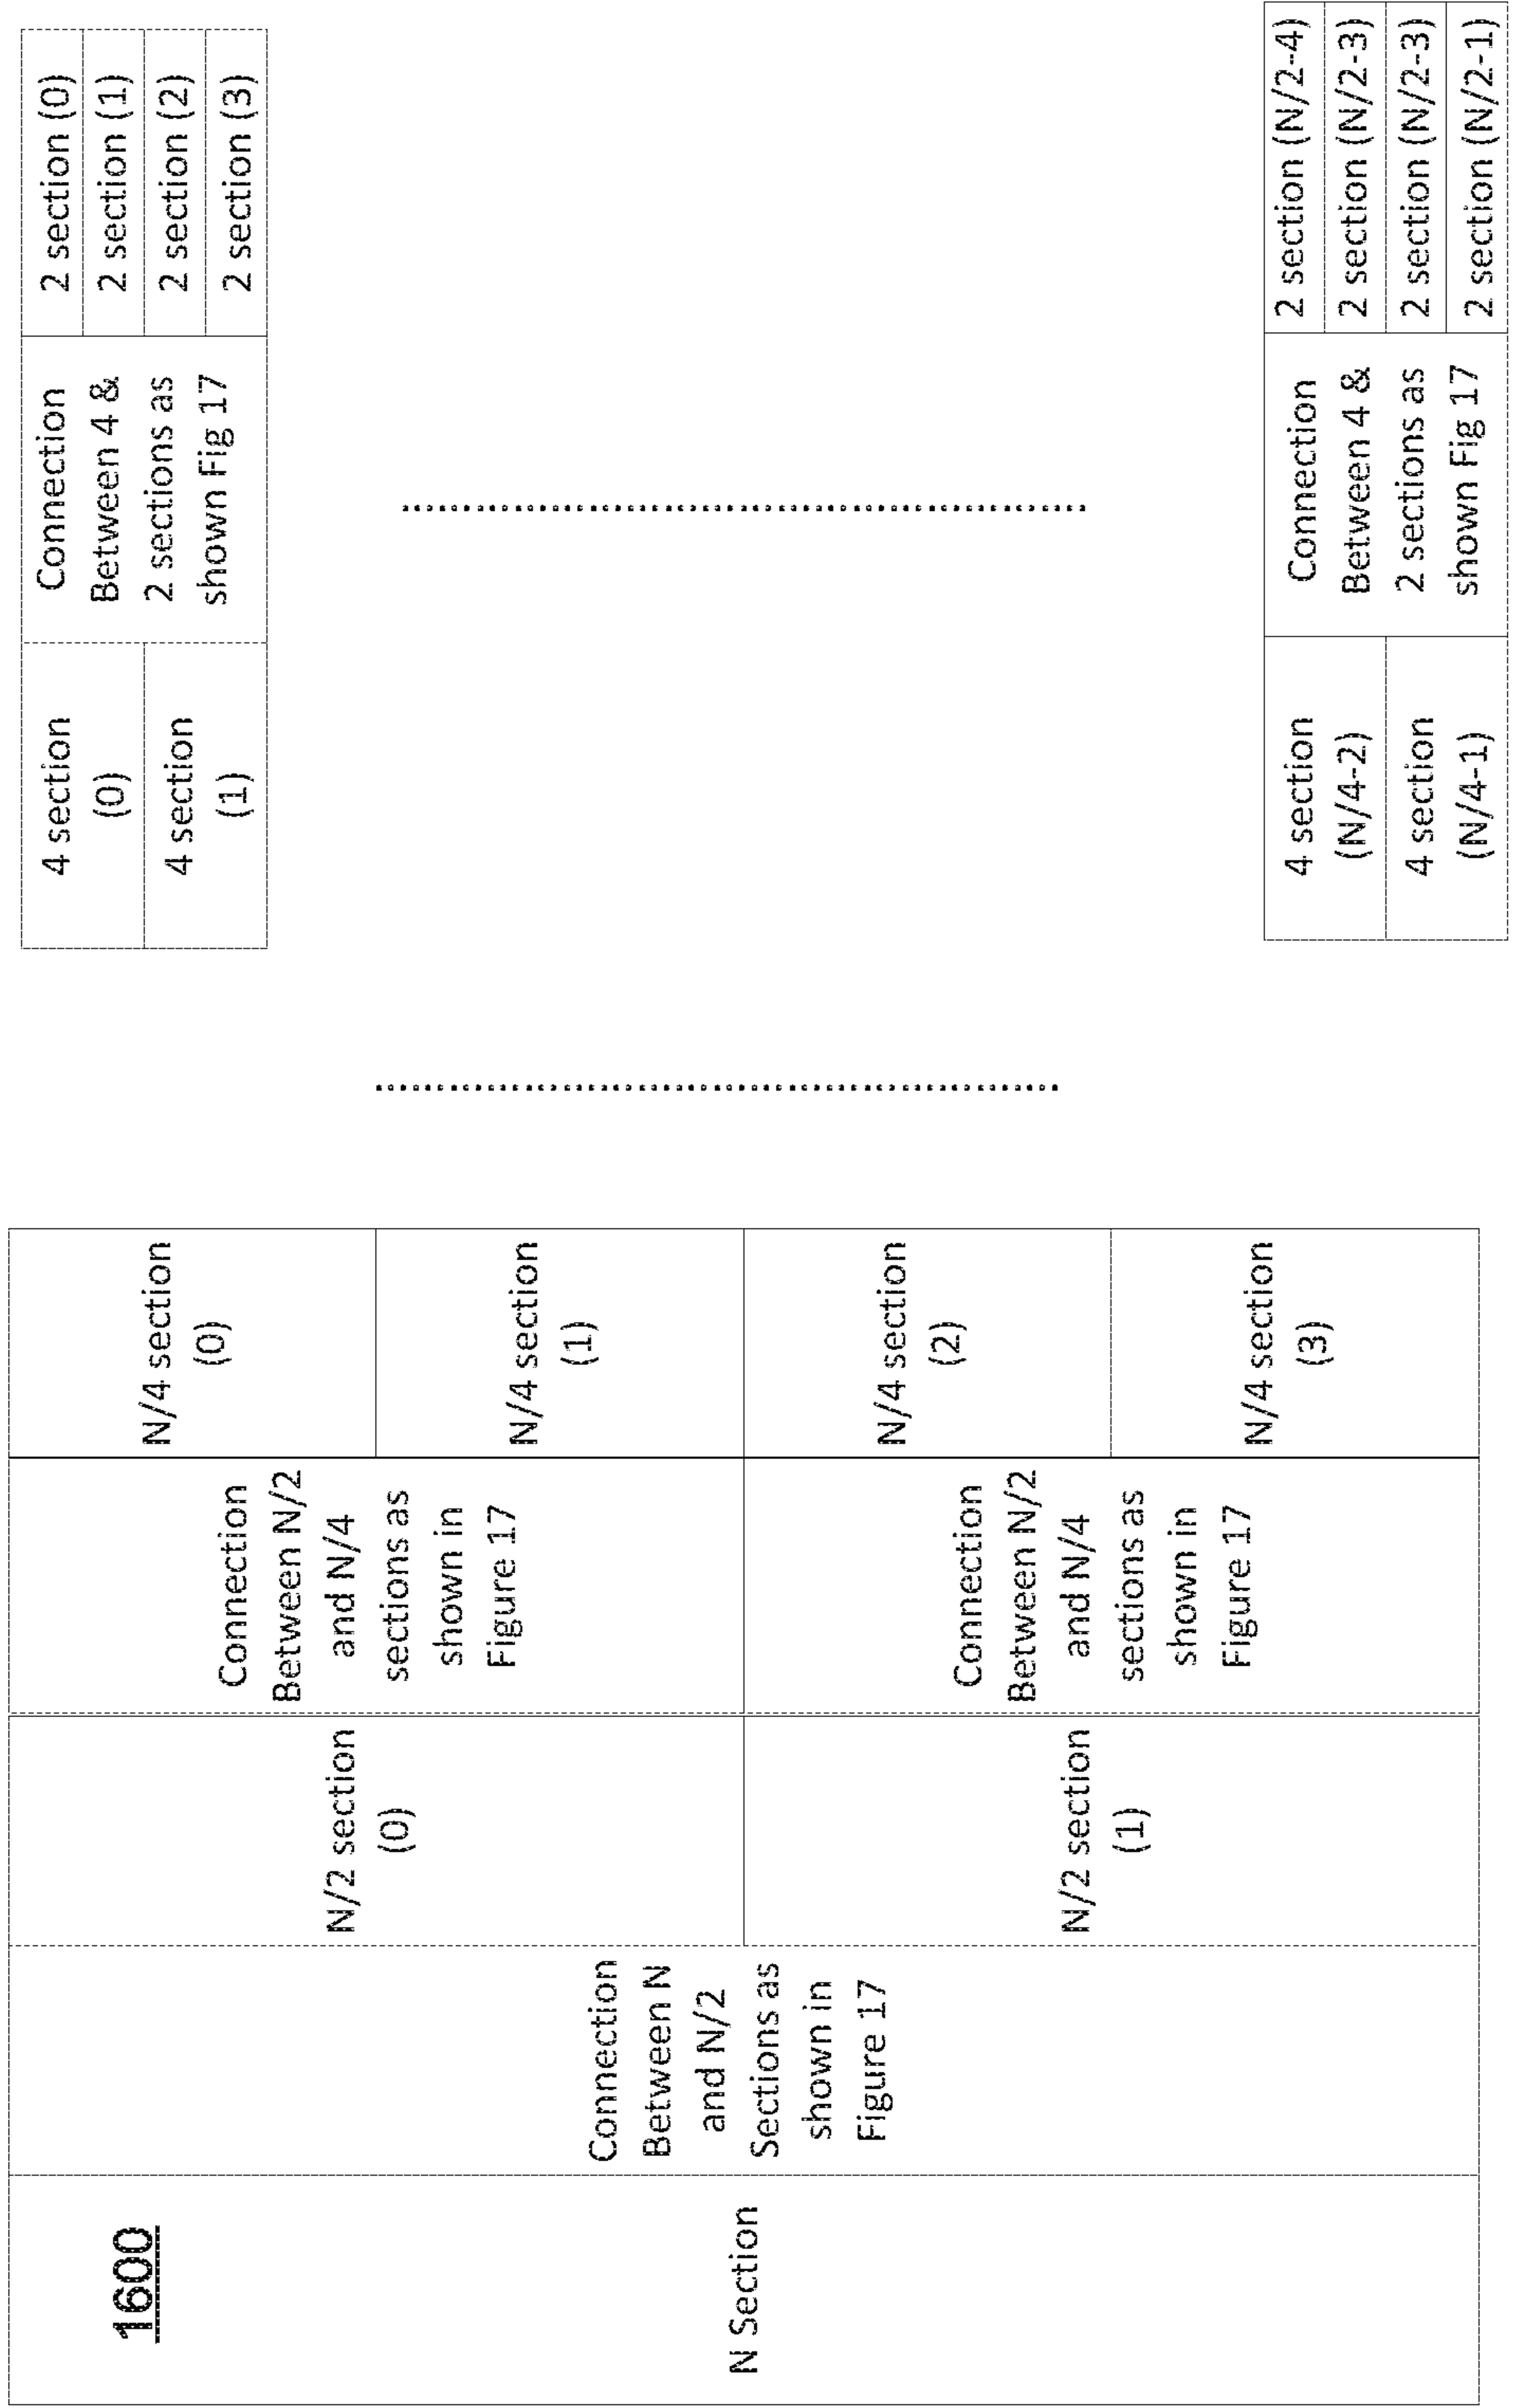 1600
N Section
Connection
Between N
and N/2
Sections as
shown in
Figure 17
N/2 section
(0)
N/2 section
(1)
Connection
Between N/2
and N/4
sections as
shown in
Figure 17
Connection
Between N/2
and N/4
sections as
shown in
Figure 17
N/4 section
(0)
N/4 section
(1)
N/4 section
(2)
N/4 section
(3)
4 section
(0)
4 section
(1)
Connection
Between 4 &
2 sections as
shown Fig 17
2 section (0)
2 section (1)
2 section (2)
2 section (3)
4 section
(N/4-2)
4 section
(N/4-1)
Connection
Between 4 &
2 sections as
shown Fig 17
2 section (N/2-4)
2 section (N/2-3)
2 section (N/2-3)
2 section (N/2-1)